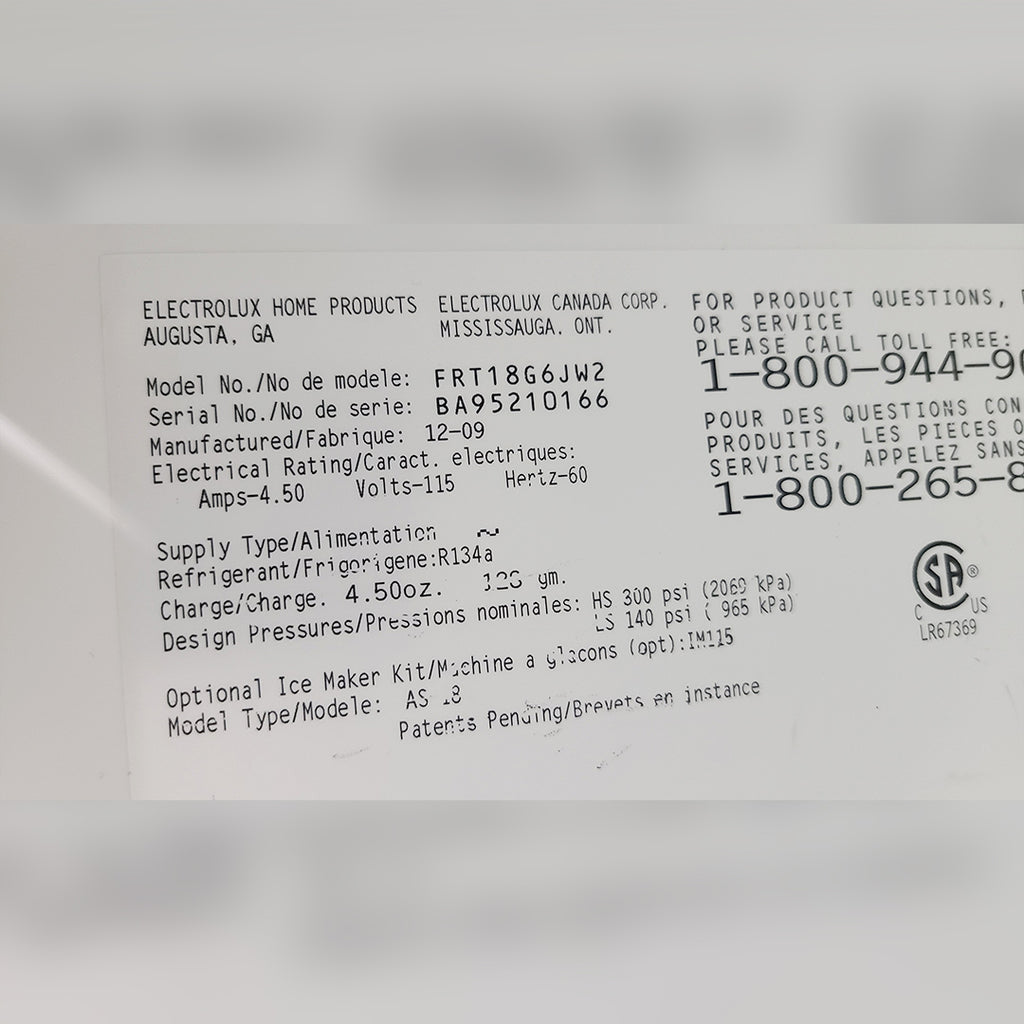 ELECTROLUX HOME PRODUCTS
AUGUSTA, GA
ELECTROLUX CANADA CORP.
MISSISSAUGA. ONT.
Model No./No de modele: FRT18G6JW2
Serial No./No de serie: BA95210166
Manufactured/Fabrique: 12-09
Electrical Rating/Caract. electriques:
Amps-4.50 Volts-115 Hertz-60
Supply Type/Alimentation ~
Refrigerant/Frigorigene:R134a
Charge/Charge. 4.50oz. gm.
Design Pressures/Pressions nominales: HS 300 psi (2069 kPa)
LS 140 psi ( 965 kPa)
Optional Ice Maker Kit/Machine a glacons (opt):IM115
Model Type/Modele: AS
Patents Pending/Brevets en instance
FOR PRODUCT QUESTIONS,
OR SERVICE
PLEASE CALL TOLL FREE:
1-800-944-9
POUR DES QUESTIONS CON
PRODUITS, LES PIECES O
SERVICES, APPELEZ SANS
1-800-265-8
SA®
C US
LR67369